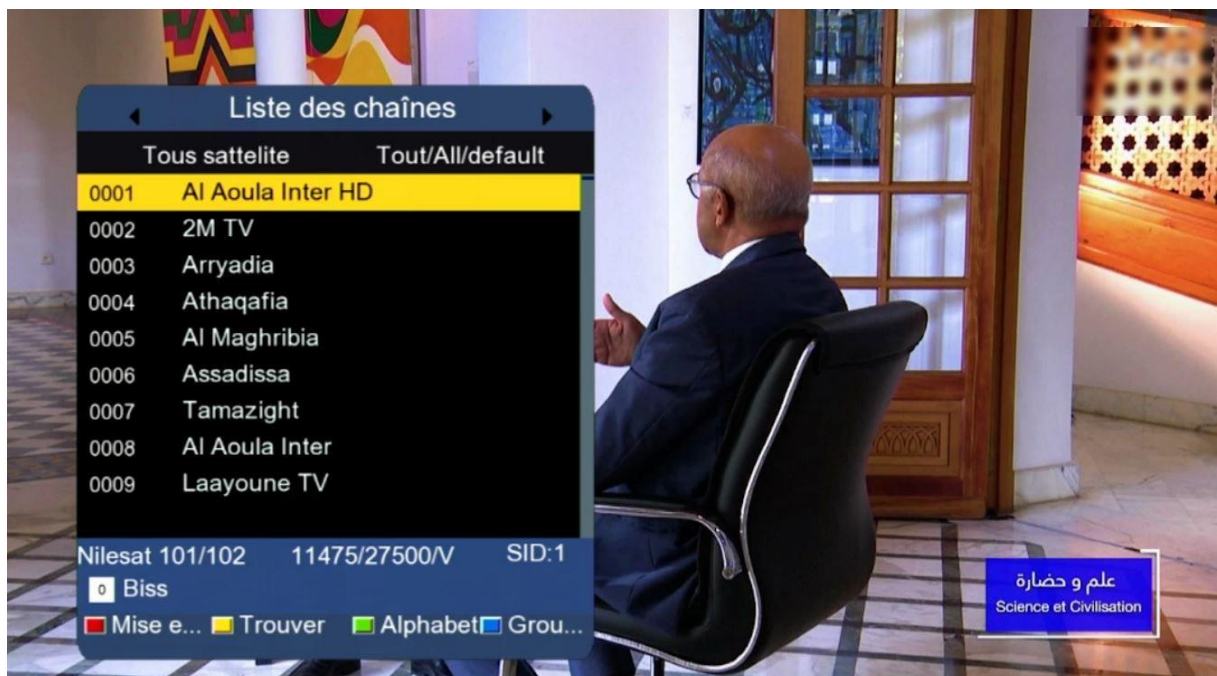 Liste des chaînes
Tous sattelite Tout/All/default
0001 Al Aoula Inter HD
0002 2M TV
0003 Arryadia
0004 Athaqafia
0005 Al Maghribia
0006 Assadissa
0007 Tamazight
0008 Al Aoula Inter
0009 Laayoune TV
Nilesat 101/102 11475/27500/V SID:1
0 Biss
Mise e... Trouver Alphabet Grou...
علم و حضارة
Science et Civilisation